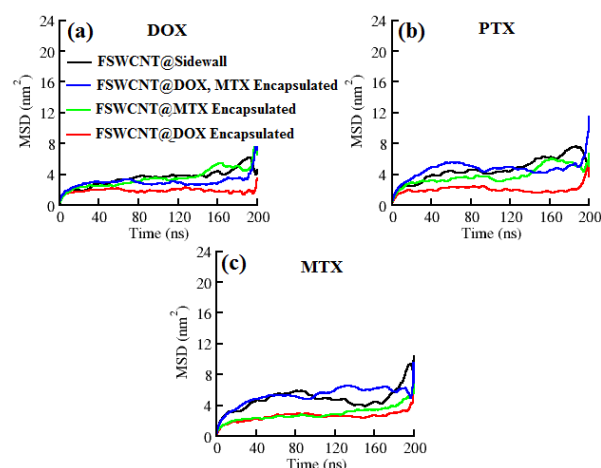 (a) DOX
24
20
16
12
8
4
0
MSD (nm2)
FSWCNT@Sidewall
FSWCNT@DOX, MTX Encapsulated
FSWCNT@MTX Encapsulated
FSWCNT@DOX Encapsulated
0 40 80 120 160 200
Time (ns)
(b) PTX
24
20
16
12
8
4
0
MSD (nm2)
0 40 80 120 160 200
Time (ns)
(c) MTX
24
20
16
12
8
4
0
MSD (nm2)
0 40 80 120 160 200
Time (ns)